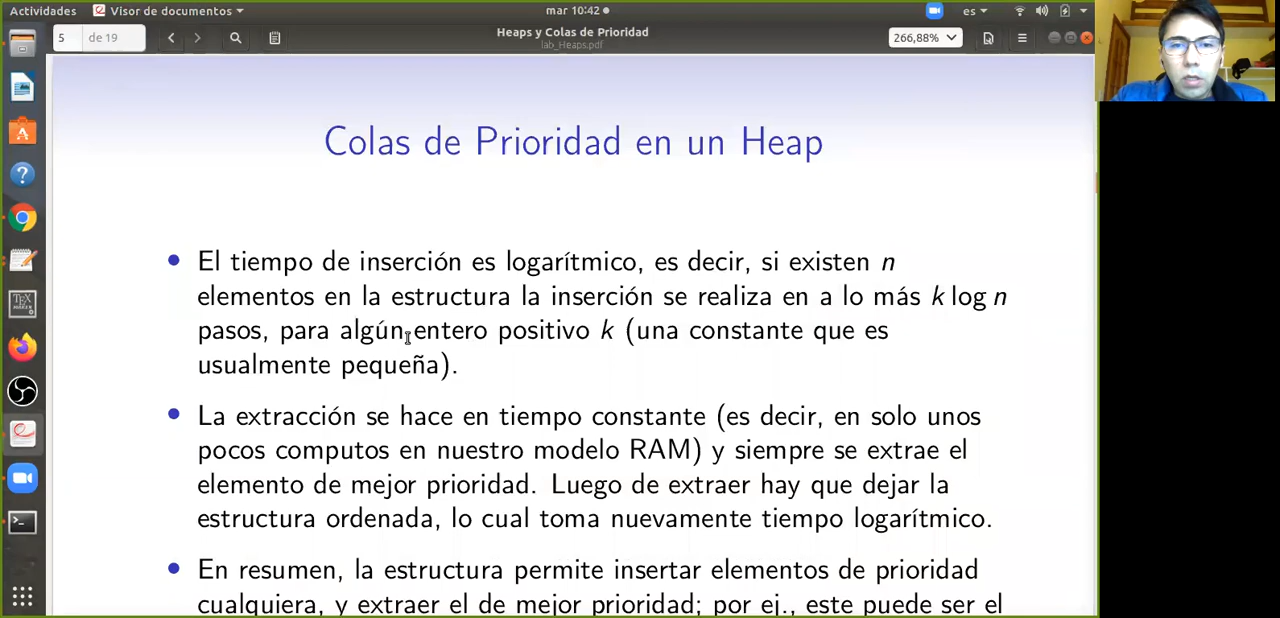 Actividades
Visor de documentos
mar 10:42
es
5
de 19
Heaps y Colas de Prioridad
lab_Heaps.pdf
266,88%
Colas de Prioridad en un Heap
• El tiempo de inserción es logarítmico, es decir, si existen n
elementos en la estructura la inserción se realiza en a lo más k log n
pasos, para algún entero positivo k (una constante que es
usualmente pequeña).
• La extracción se hace en tiempo constante (es decir, en solo unos
pocos computos en nuestro modelo RAM) y siempre se extrae el
elemento de mejor prioridad. Luego de extraer hay que dejar la
estructura ordenada, lo cual toma nuevamente tiempo logarítmico.
• En resumen, la estructura permite insertar elementos de prioridad
cualquiera, y extraer el de mejor prioridad; por ej., este puede ser el